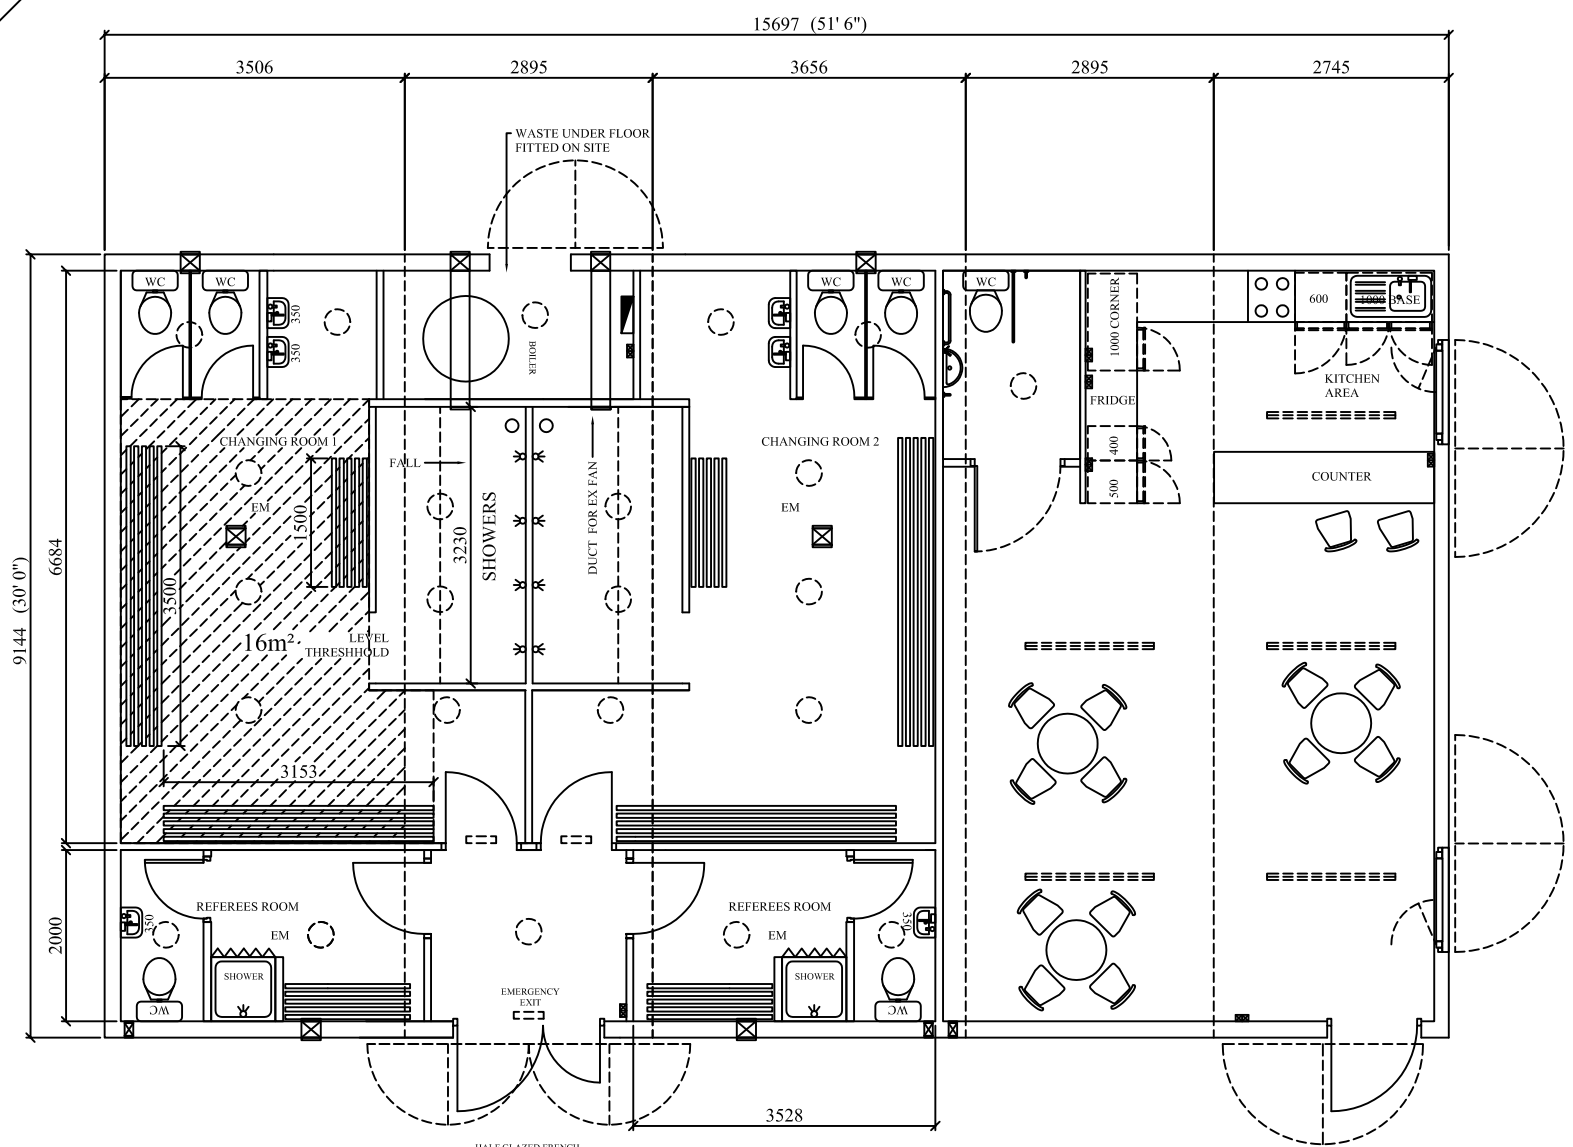 15697 (51' 6")
3506
2895
3656
2895
2745
WASTE UNDER FLOOR
FITTED ON SITE
WC
WC
350
350
BOILER
WC
WC
WC
1000 CORNER
600
1000 BASE
KITCHEN
AREA
FRIDGE
400
500
COUNTER
CHANGING ROOM 1
FALL
EM
1500
3500
3230
SHOWERS
DUCT FOR EX FAN
CHANGING ROOM 2
EM
9144 (30' 0")
6684
16m²
LEVEL
THRESHHOLD
3153
2000
REFEREES ROOM
EM
350
SHOWER
WC
EMERGENCY
EXIT
REFEREES ROOM
EM
350
SHOWER
WC
3528
HALF GLAZED FRENCH